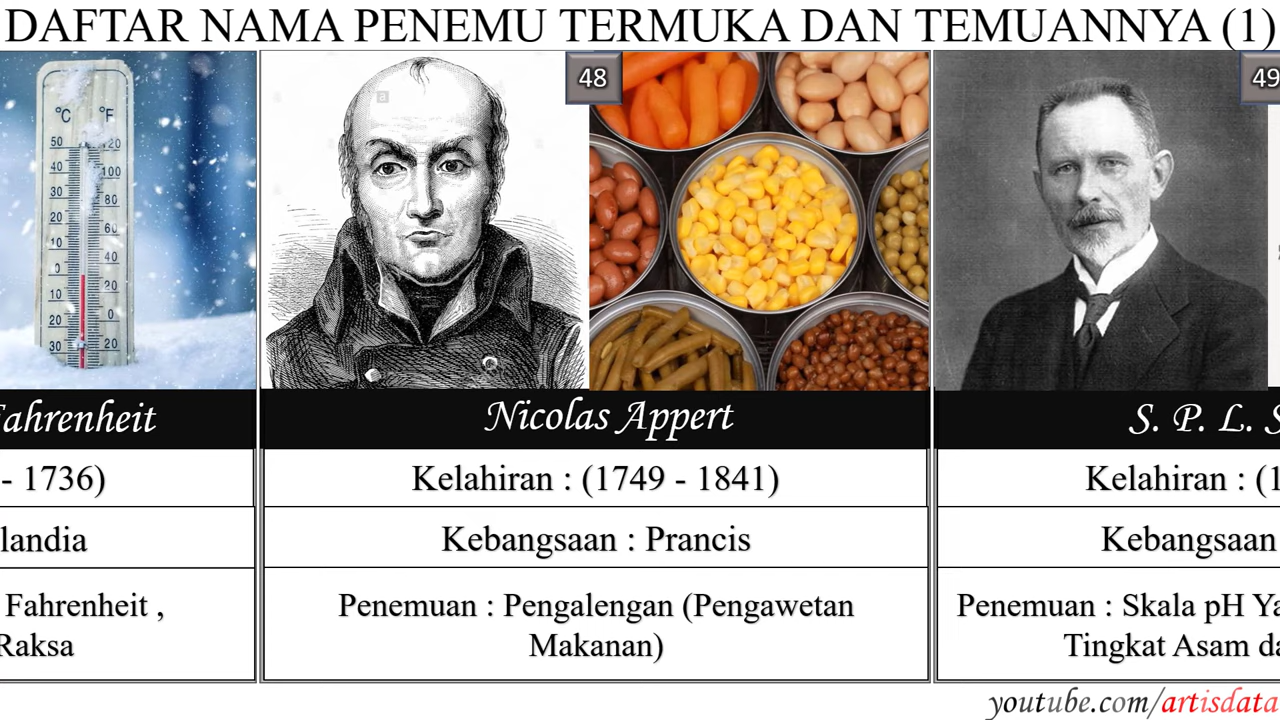 DAFTAR NAMA PENEMU TERMUKA DAN TEMUANNYA (1)
°C °F
50 120
40 100
30 80
20 60
10 40
0 20
10 0
20 20
30
Fahrenheit
- 1736)
landia
Fahrenheit ,
Raksa
48
Nicolas Appert
Kelahiran : (1749 - 1841)
Kebangsaan : Prancis
Penemuan : Pengalengan (Pengawetan
Makanan)
49
S. P. L. S
Kelahiran : (1
Kebangsaan
Penemuan : Skala pH Ya
Tingkat Asam da
youtube.com/artisdata